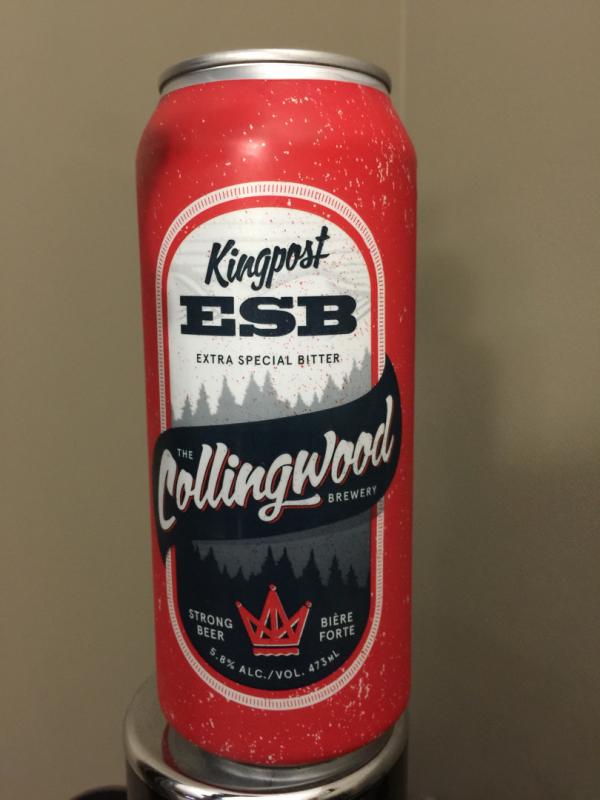 Kingpost
ESB
EXTRA SPECIAL BITTER
THE
Collingwood
BREWERY
STRONG BEER
BIÈRE FORTE
5.8% ALC./VOL. 473mL